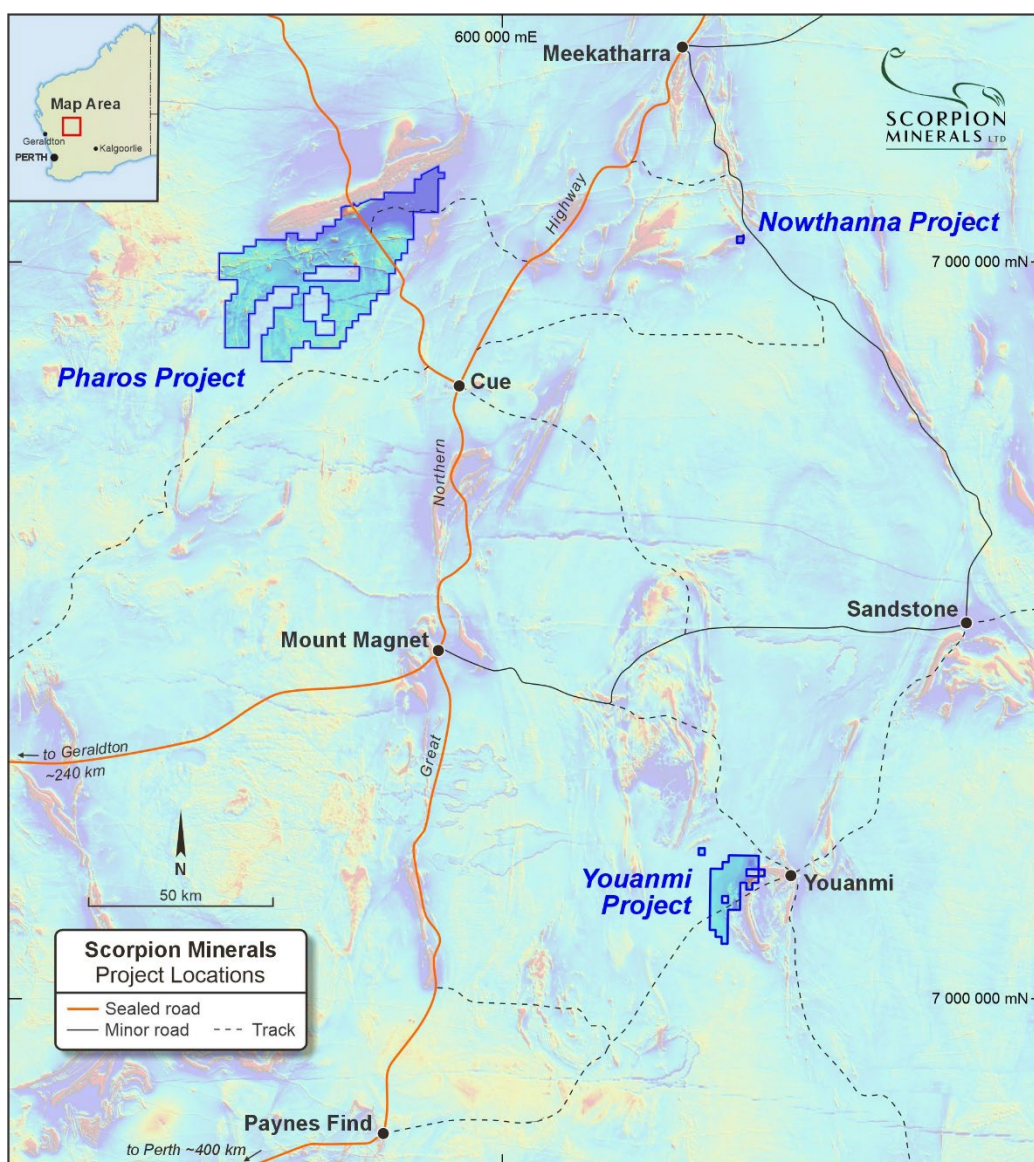 600 000 mE
Meekatharra
Map Area
Geraldton
PERTH
Kalgoorlie
SCORPION
MINERALS LTD
Highway
Nowthanna Project
7 000 000 mN
Pharos Project
Cue
Northern
Sandstone
Mount Magnet
to Geraldton
~240 km
Great
N
50 km
Youanmi
Project
Youanmi
Scorpion Minerals
Project Locations
Sealed road
Minor road
Track
7 000 000 mN
Paynes Find
to Perth ~400 km